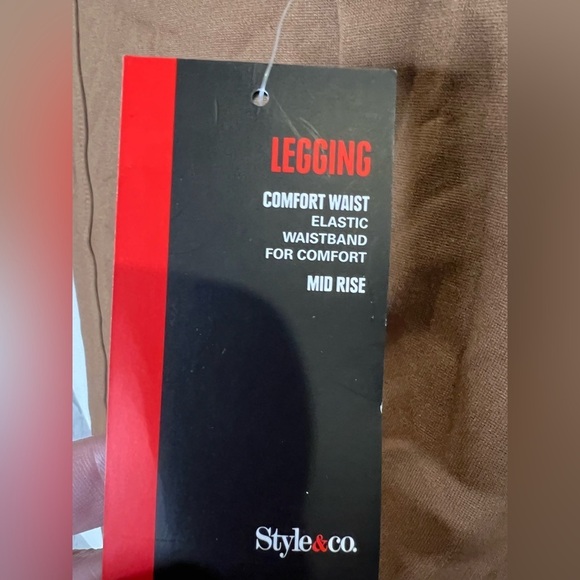 LEGGING
COMFORT WAIST
ELASTIC
WAISTBAND
FOR COMFORT
MID RISE
Style&co.